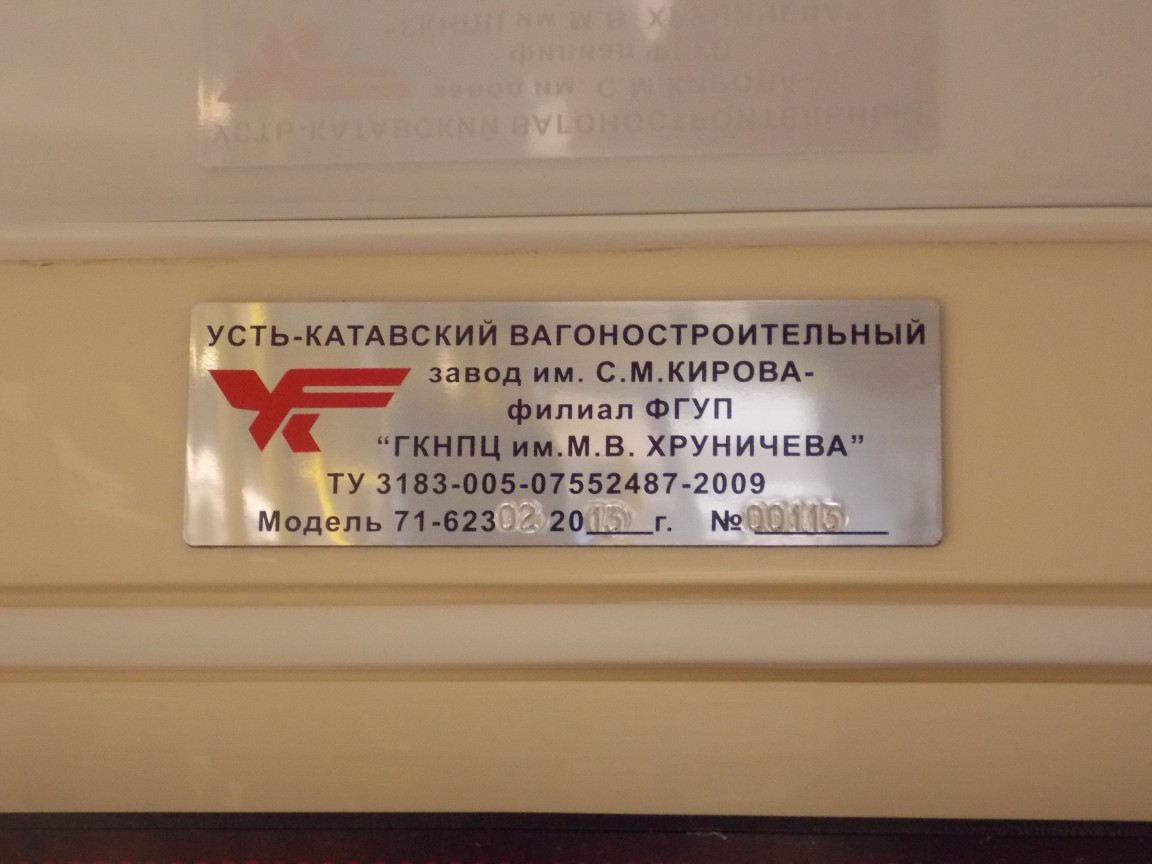 УСТЬ-КАТАВСКИЙ ВАГОНОСТРОИТЕЛЬНЫЙ
завод им. С.М.КИРОВА-
филиал ФГУП
“ГКНПЦ им.М.В. ХРУНИЧЕВА”
ТУ 3183-005-07552487-2009
Модель 71-62302 2015 г. №00115